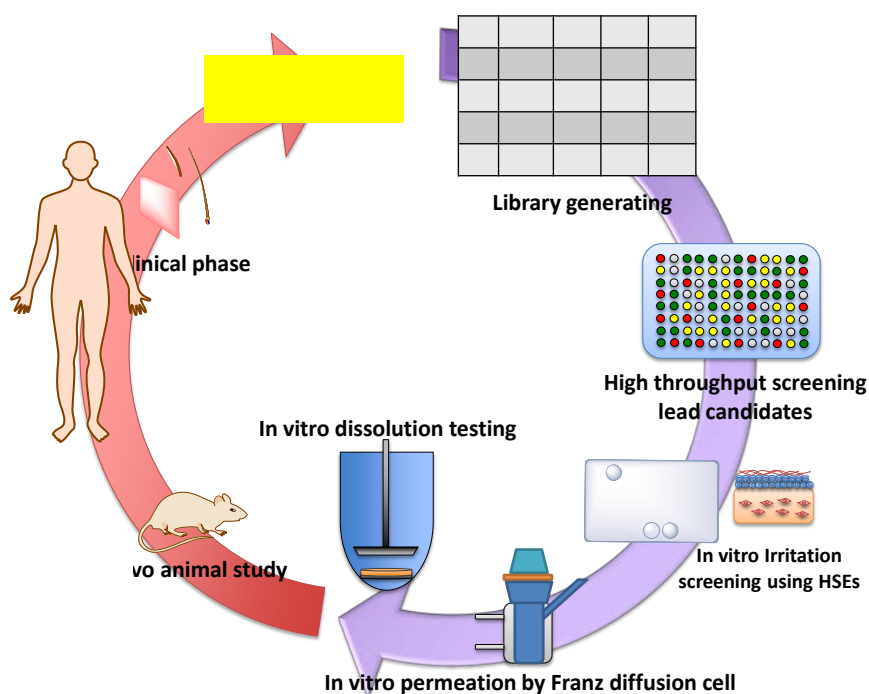 Library generating
High throughput screening
lead candidates
In vitro Irritation
screening using HSEs
In vitro permeation by Franz diffusion cell
In vitro dissolution testing
vo animal study
linical phase